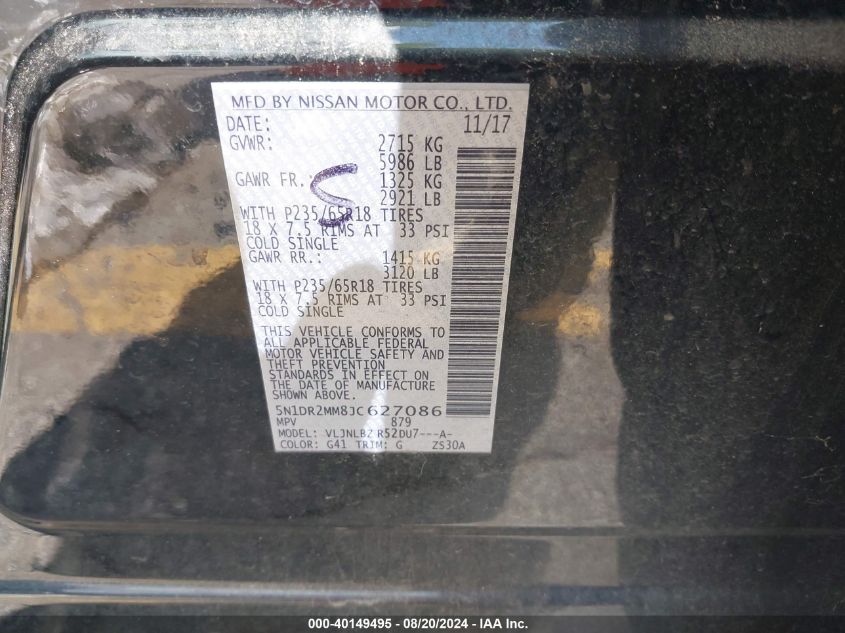 MFD BY NISSAN MOTOR CO., LTD.
DATE: 11/17
GVWR: 2715 KG
5986 LB
GAWR FR. 1325 KG
2921 LB
WITH P235/65R18 TIRES
18 X 7.5 RIMS AT 33 PSI
COLD SINGLE
GAWR RR.: 1415 KG
3120 LB
WITH P235/65R18 TIRES
18 X 7.5 RIMS AT 33 PSI
COLD SINGLE
THIS VEHICLE CONFORMS TO
ALL APPLICABLE FEDERAL
MOTOR VEHICLE SAFETY AND
THEFT PREVENTION
STANDARDS IN EFFECT ON
THE DATE OF MANUFACTURE
SHOWN ABOVE.
5N1DR2MM8JC627086
MPV 879
MODEL: R52DU7---A-
COLOR: G41 TRIM: G ZS30A
000-40149495 - 08/20/2024 - IAA Inc.